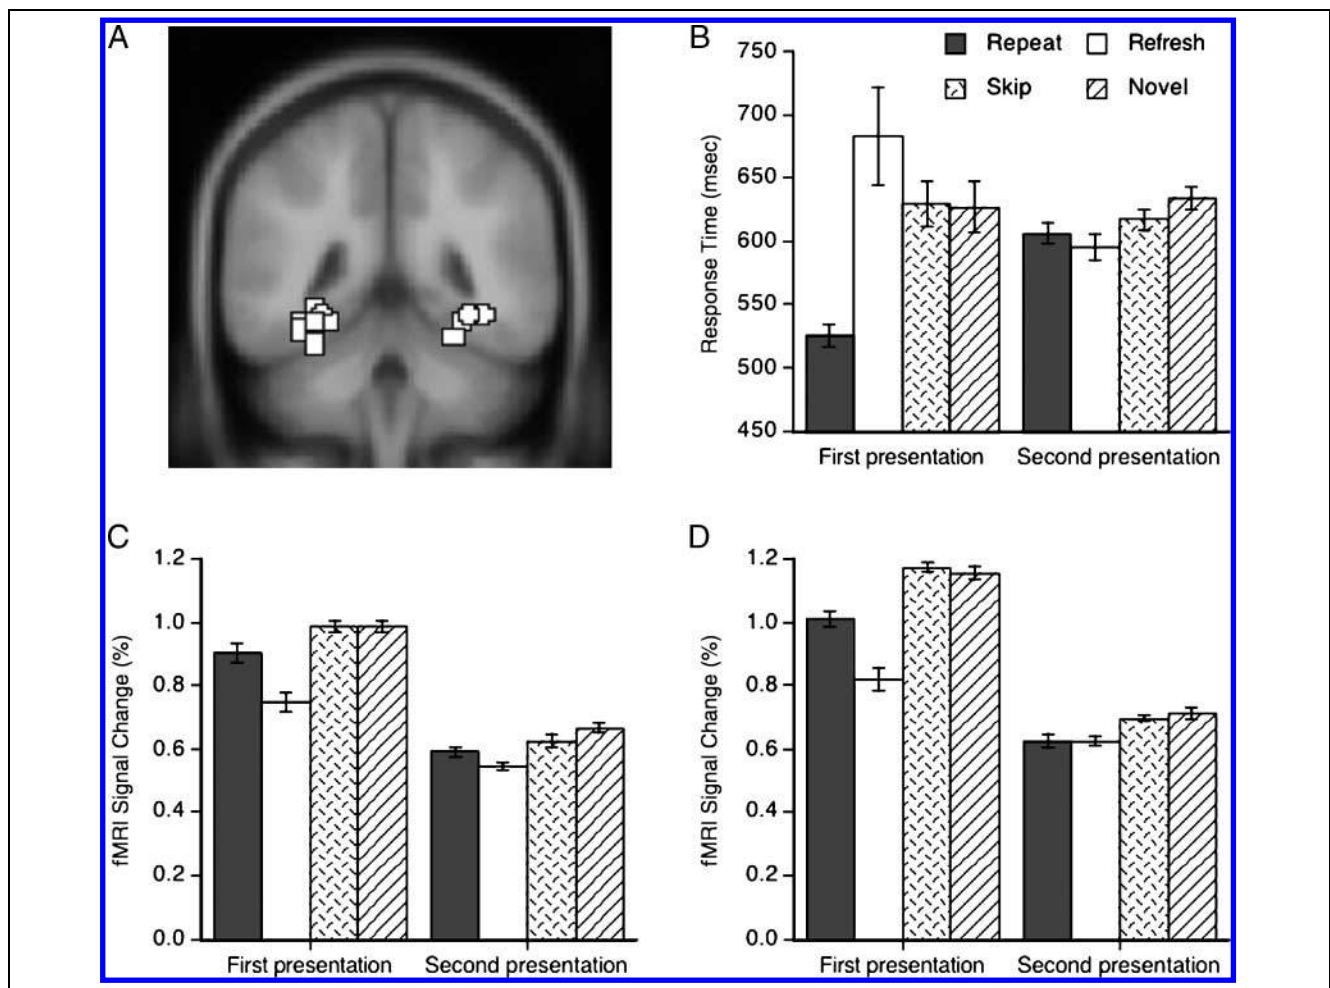 A
B
Repeat
Refresh
Skip
Novel
750
700
650
600
550
500
450
Response Time (msec)
First presentation
Second presentation
C
1.2
1.0
0.8
0.6
0.4
0.2
0.0
fMRI Signal Change (%)
First presentation
Second presentation
D
1.2
1.0
0.8
0.6
0.4
0.2
0.0
fMRI Signal Change (%)
First presentation
Second presentation